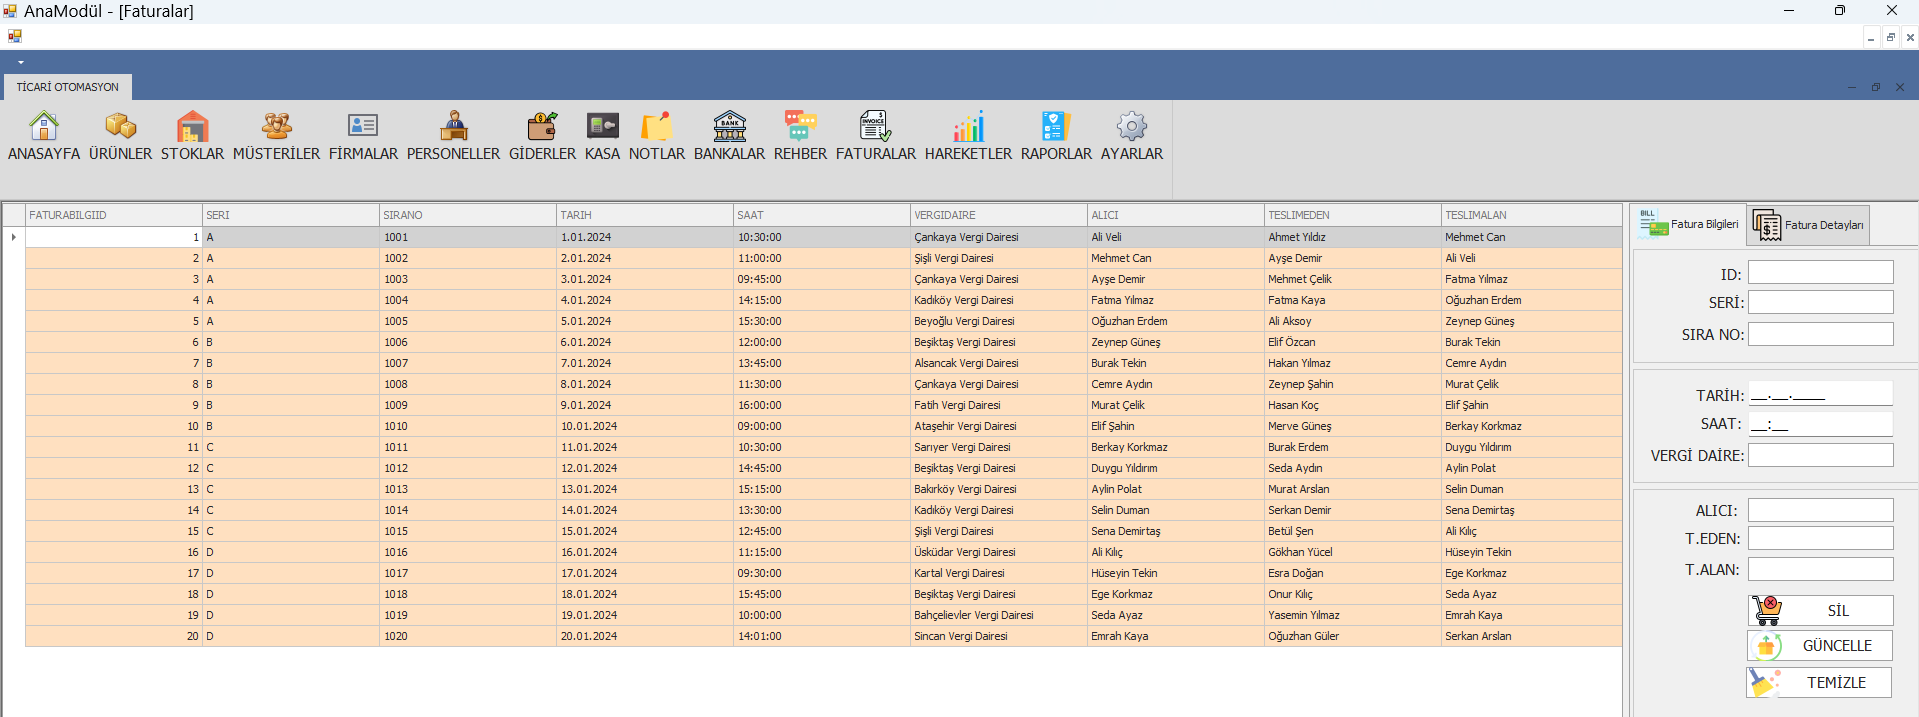 AnaModül - [Faturalar]
TİCARİ OTOMASYON
ANASAYFA ÜRÜNLER STOKLAR MÜSTERİLER FİRMALAR PERSONELLER GİDERLER KASA NOTLAR BANKALAR REHBER FATURALAR HAREKETLER RAPORLAR AYARLAR
BANK
INVOICE
FATURABILGIID SERI SIRANO TARIH SAAT VERGIDAIRE ALICI TESLIMEDEN TESLIMALAN
1 A 1001 1.01.2024 10:30:00 Çankaya Vergi Dairesi Ali Veli Ahmet Yıldız Mehmet Can
2 A 1002 2.01.2024 11:00:00 Şişli Vergi Dairesi Mehmet Can Ayşe Demir Ali Veli
3 A 1003 3.01.2024 09:45:00 Çankaya Vergi Dairesi Ayşe Demir Mehmet Çelik Fatma Yılmaz
4 A 1004 4.01.2024 14:15:00 Kadıköy Vergi Dairesi Fatma Yılmaz Fatma Kaya Oğuzhan Erdem
5 A 1005 5.01.2024 15:30:00 Beyoğlu Vergi Dairesi Oğuzhan Erdem Ali Aksoy Zeynep Güneş
6 B 1006 6.01.2024 12:00:00 Beşiktaş Vergi Dairesi Zeynep Güneş Elif Özcan Burak Tekin
7 B 1007 7.01.2024 13:45:00 Alsancak Vergi Dairesi Burak Tekin Hakan Yılmaz Cemre Aydın
8 B 1008 8.01.2024 11:30:00 Çankaya Vergi Dairesi Cemre Aydın Zeynep Şahin Murat Çelik
9 B 1009 9.01.2024 16:00:00 Fatih Vergi Dairesi Murat Çelik Hasan Koç Elif Şahin
10 B 1010 10.01.2024 09:00:00 Ataşehir Vergi Dairesi Elif Şahin Merve Güneş Berkay Korkmaz
11 C 1011 11.01.2024 10:30:00 Sarıyer Vergi Dairesi Berkay Korkmaz Burak Erdem Duygu Yıldırım
12 C 1012 12.01.2024 14:45:00 Beşiktaş Vergi Dairesi Duygu Yıldırım Seda Aydın Aylin Polat
13 C 1013 13.01.2024 15:15:00 Bakırköy Vergi Dairesi Aylin Polat Murat Arslan Selin Duman
14 C 1014 14.01.2024 13:30:00 Kadıköy Vergi Dairesi Selin Duman Serkan Demir Sena Demirtaş
15 C 1015 15.01.2024 12:45:00 Şişli Vergi Dairesi Sena Demirtaş Betül Şen Ali Kılıç
16 D 1016 16.01.2024 11:15:00 Üsküdar Vergi Dairesi Ali Kılıç Gökhan Yücel Hüseyin Tekin
17 D 1017 17.01.2024 09:30:00 Kartal Vergi Dairesi Hüseyin Tekin Esra Doğan Ege Korkmaz
18 D 1018 18.01.2024 15:45:00 Beşiktaş Vergi Dairesi Ege Korkmaz Onur Kılıç Seda Ayaz
19 D 1019 19.01.2024 10:00:00 Bahçelievler Vergi Dairesi Seda Ayaz Yasemin Yılmaz Emrah Kaya
20 D 1020 20.01.2024 14:01:00 Sincan Vergi Dairesi Emrah Kaya Oğuzhan Güler Serkan Arslan
BILL Fatura Bilgileri Fatura Detayları
ID:
SERİ:
SIRA NO:
TARİH: __.__.____
SAAT: __:__
VERGİ DAİRE:
ALICI:
T.EDEN:
T.ALAN:
SİL
GÜNCELLE
TEMİZLE